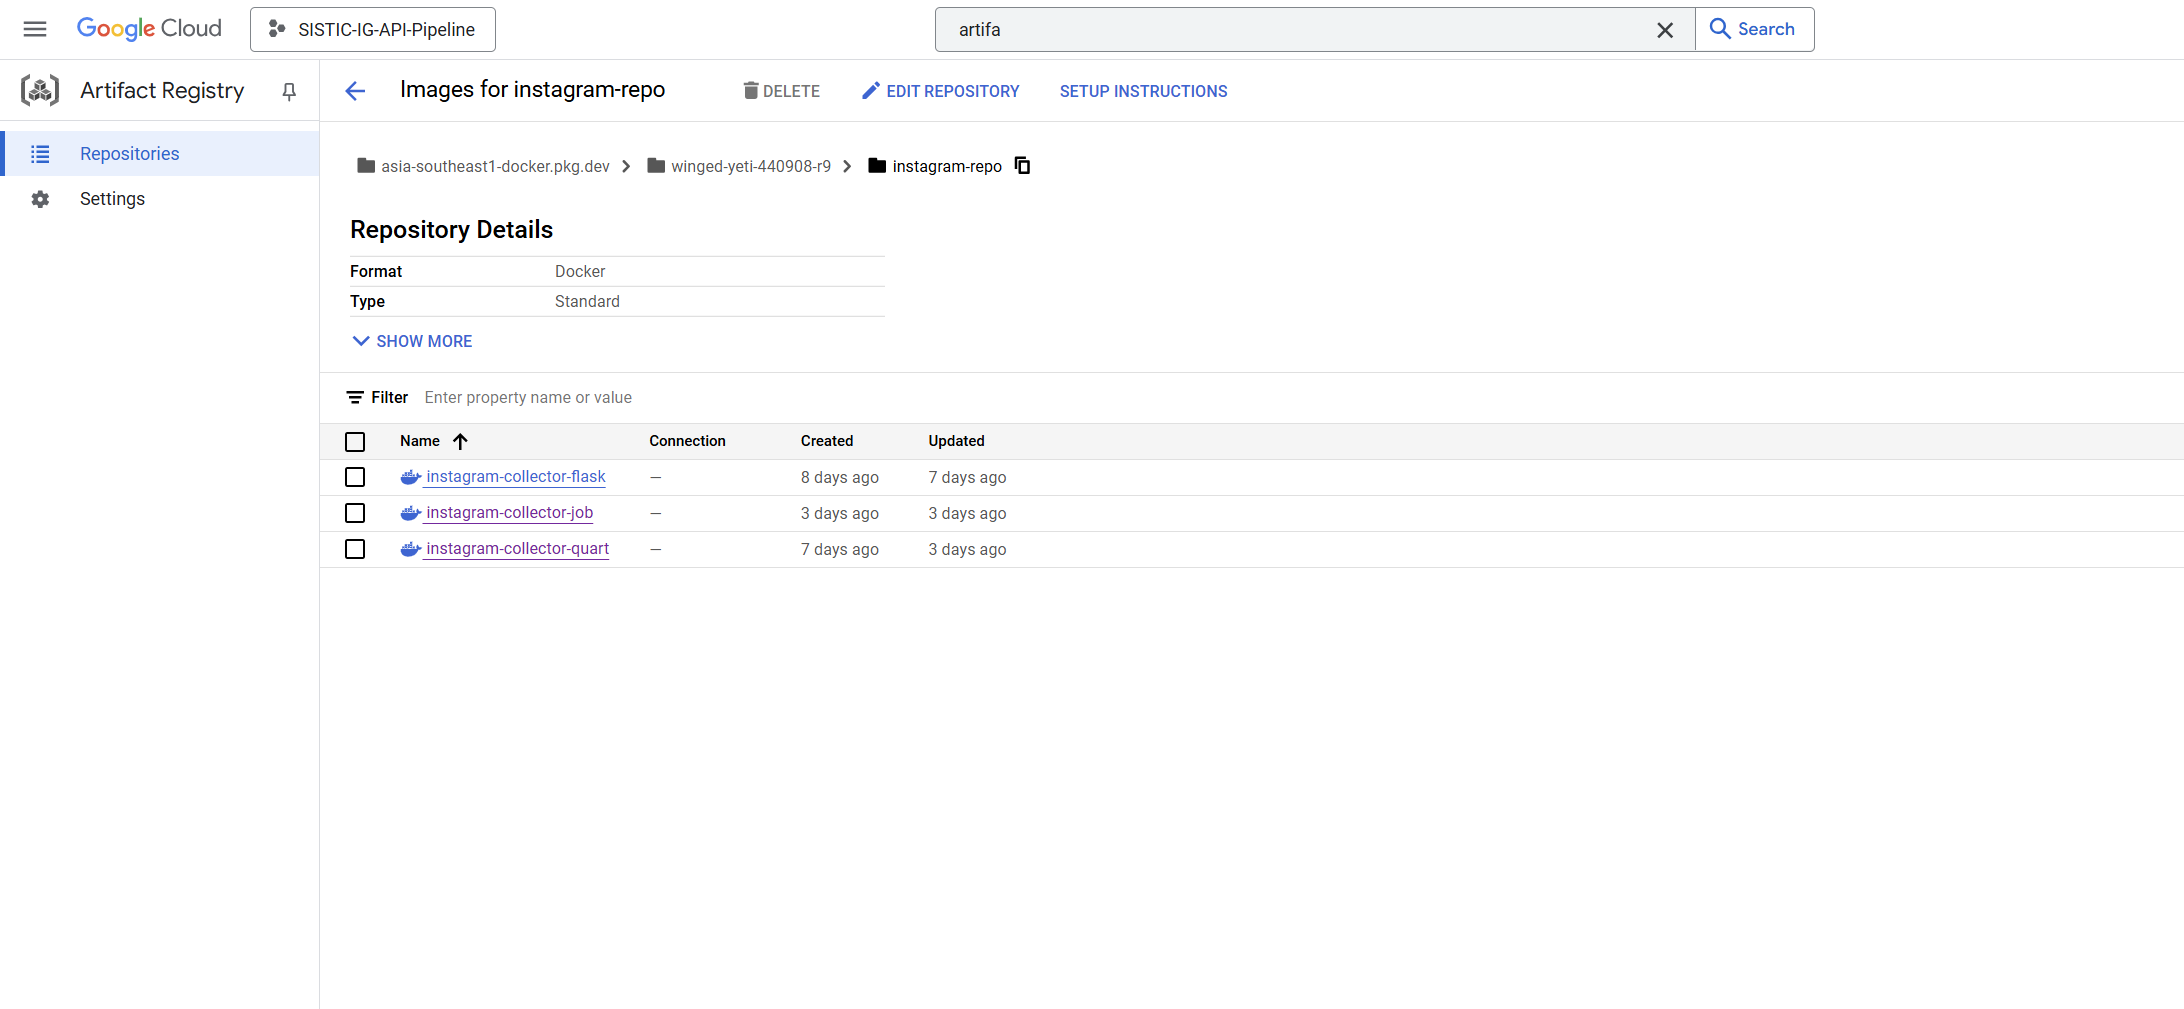 Google Cloud
SISTIC-IG-API-Pipeline
artifa
Search
Artifact Registry
Images for instagram-repo
DELETE
EDIT REPOSITORY
SETUP INSTRUCTIONS
Repositories
Settings
asia-southeast1-docker.pkg.dev
winged-yeti-440908-r9
instagram-repo
Repository Details
Format Docker
Type Standard
SHOW MORE
Filter Enter property name or value
Name Connection Created Updated
instagram-collector-flask — 8 days ago 7 days ago
instagram-collector-job — 3 days ago 3 days ago
instagram-collector-quart — 7 days ago 3 days ago